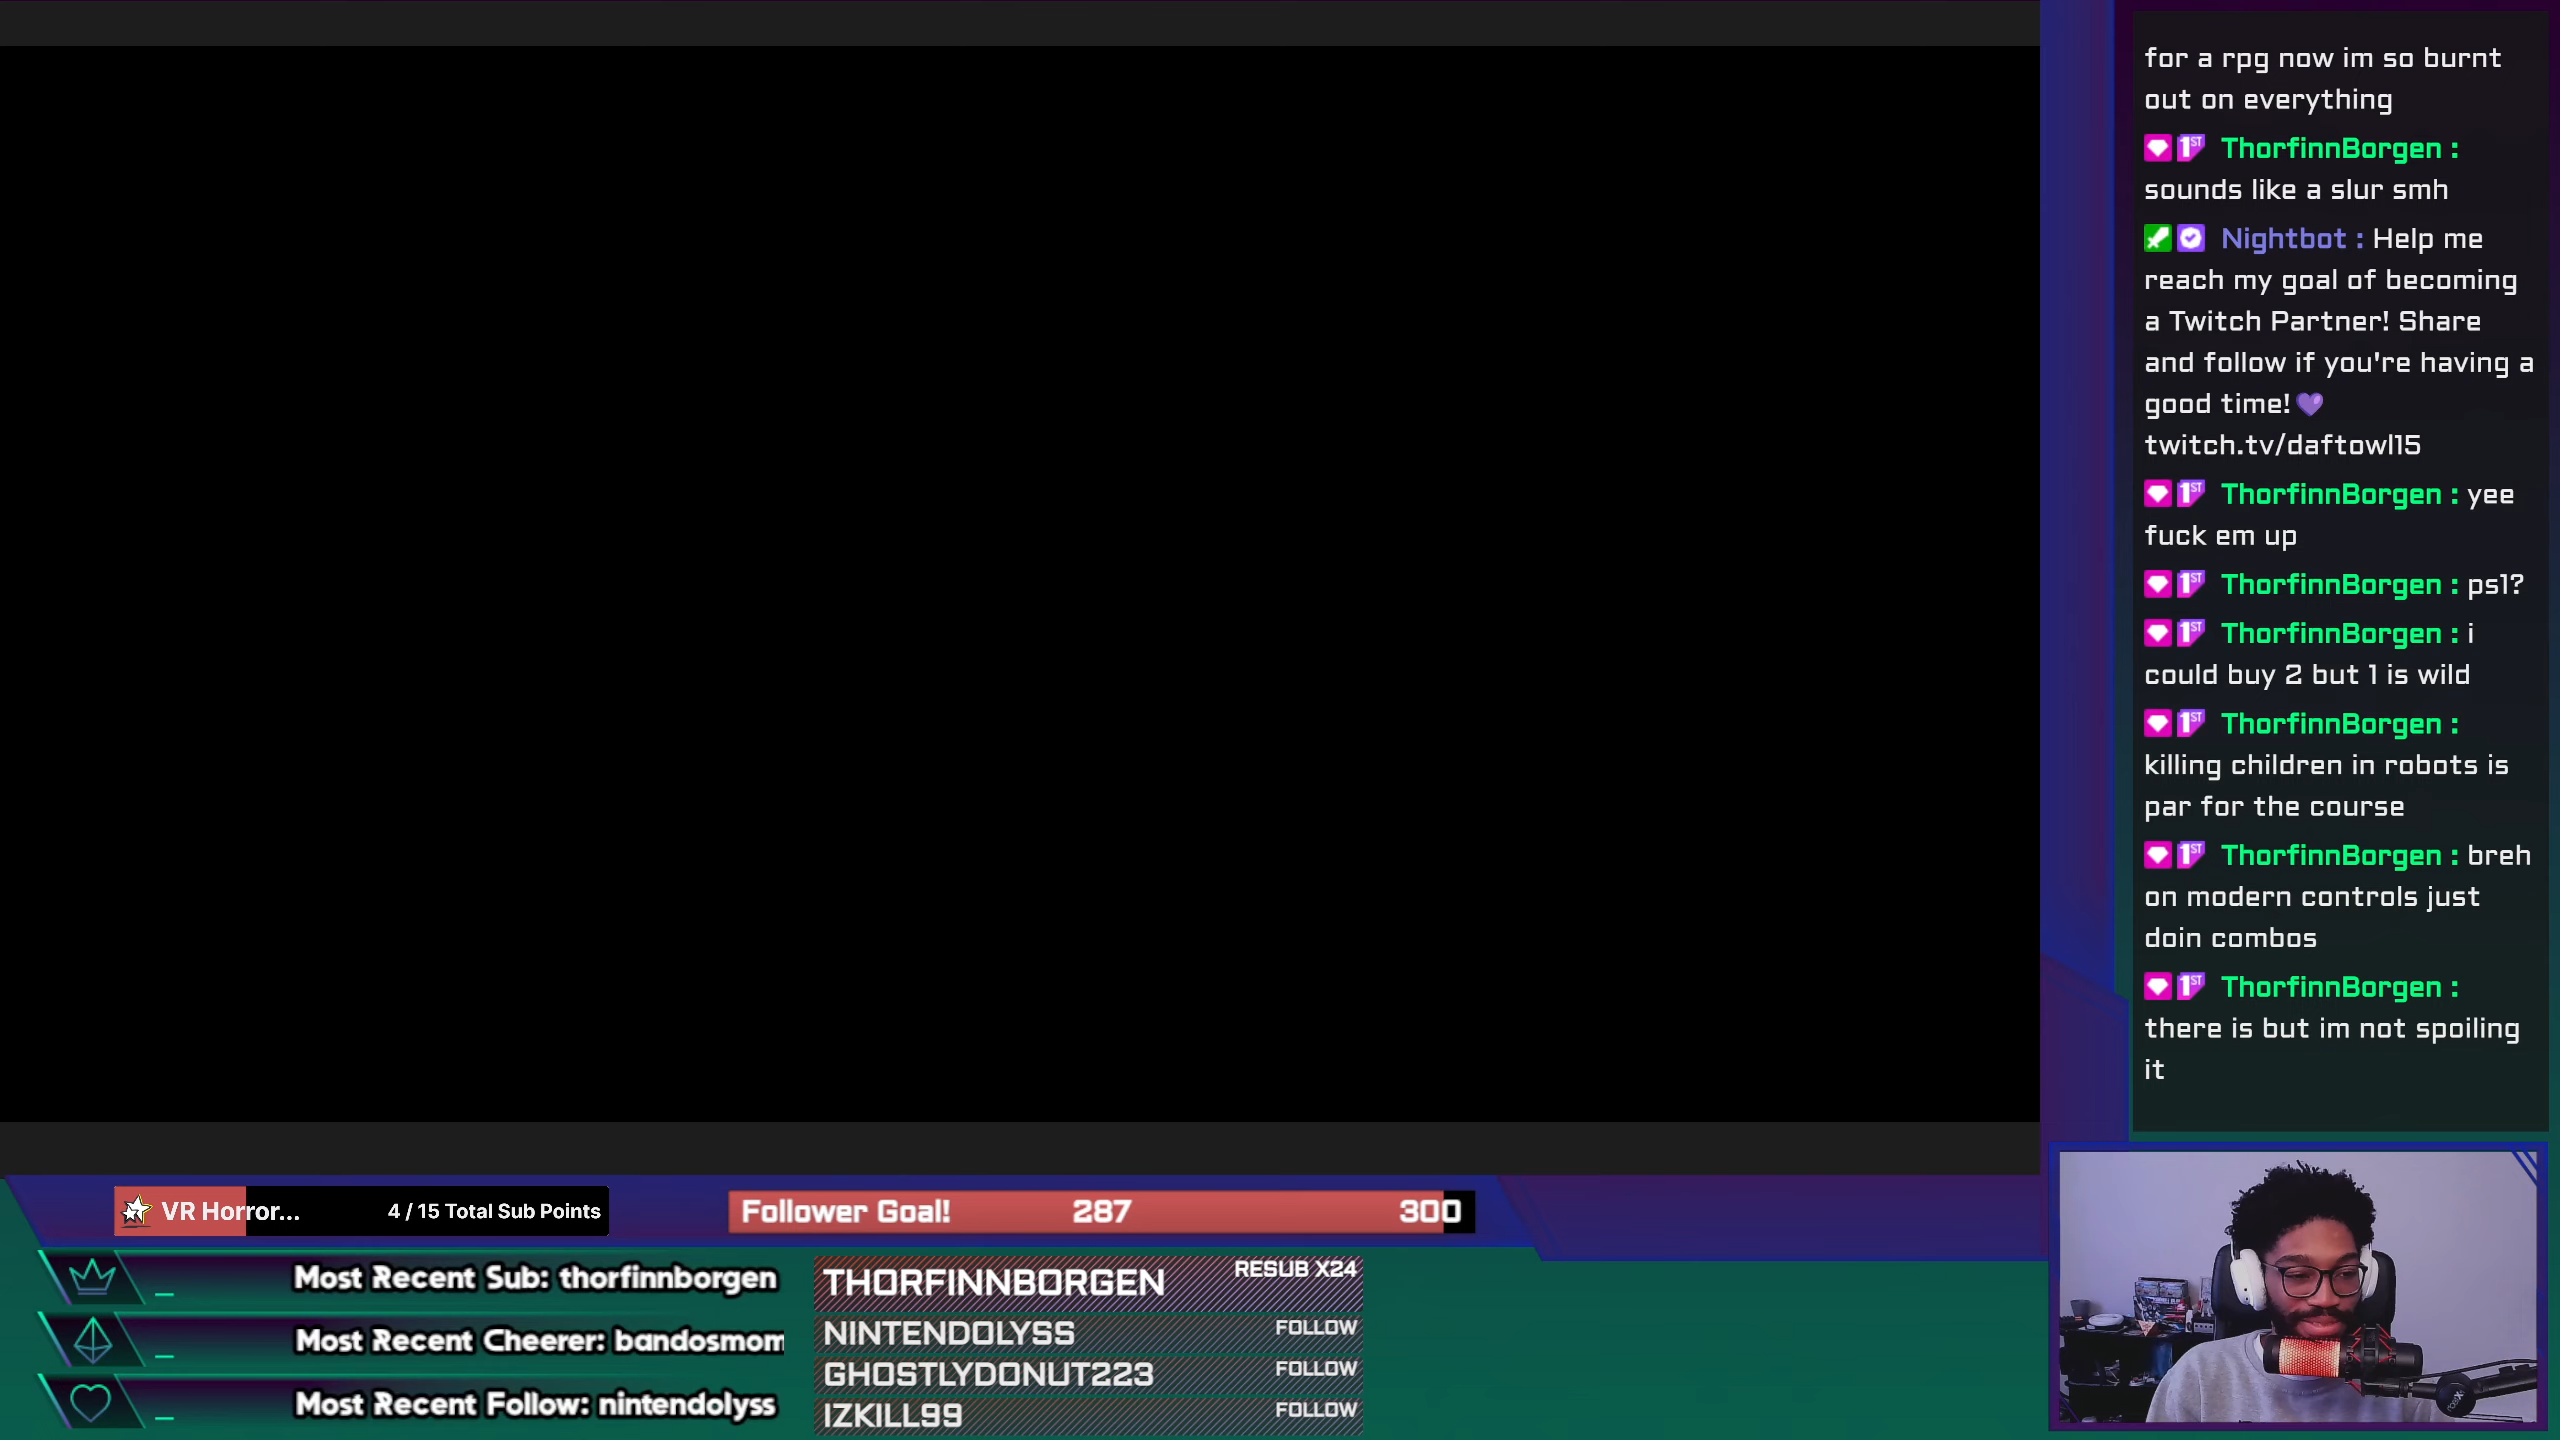 for a rpg now im so burnt
out on everything
ThorfinnBorgen :
sounds like a slur smh
Nightbot : Help me
reach my goal of becoming
a Twitch Partner! Share
and follow if you're having a
good time!💜
twitch.tv/daftowl15
ThorfinnBorgen : yee
fuck em up
ThorfinnBorgen : ps1?
ThorfinnBorgen : i
could buy 2 but 1 is wild
ThorfinnBorgen :
killing children in robots is
par for the course
ThorfinnBorgen : breh
on modern controls just
doin combos
ThorfinnBorgen :
there is but im not spoiling
it
VR Horror... 4 / 15 Total Sub Points
Follower Goal! 287 300
Most Recent Sub: thorfinnborgen
Most Recent Cheerer: bandosmom
Most Recent Follow: nintendolyss
THORFINNBORGEN RESUB X24
NINTENDOLYSS FOLLOW
GHOSTLYDONUT223 FOLLOW
IZKILL99 FOLLOW